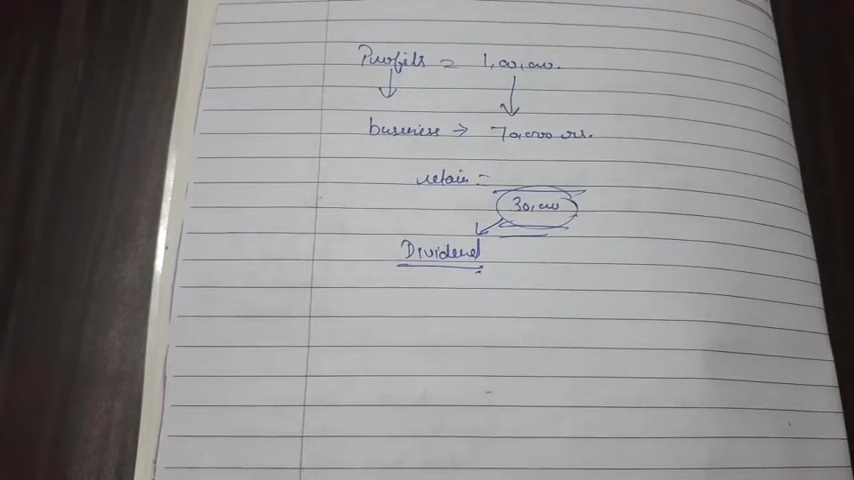 Profits = 1,00,000.
business → 70,000 rs.
retain =
30,000
Dividend